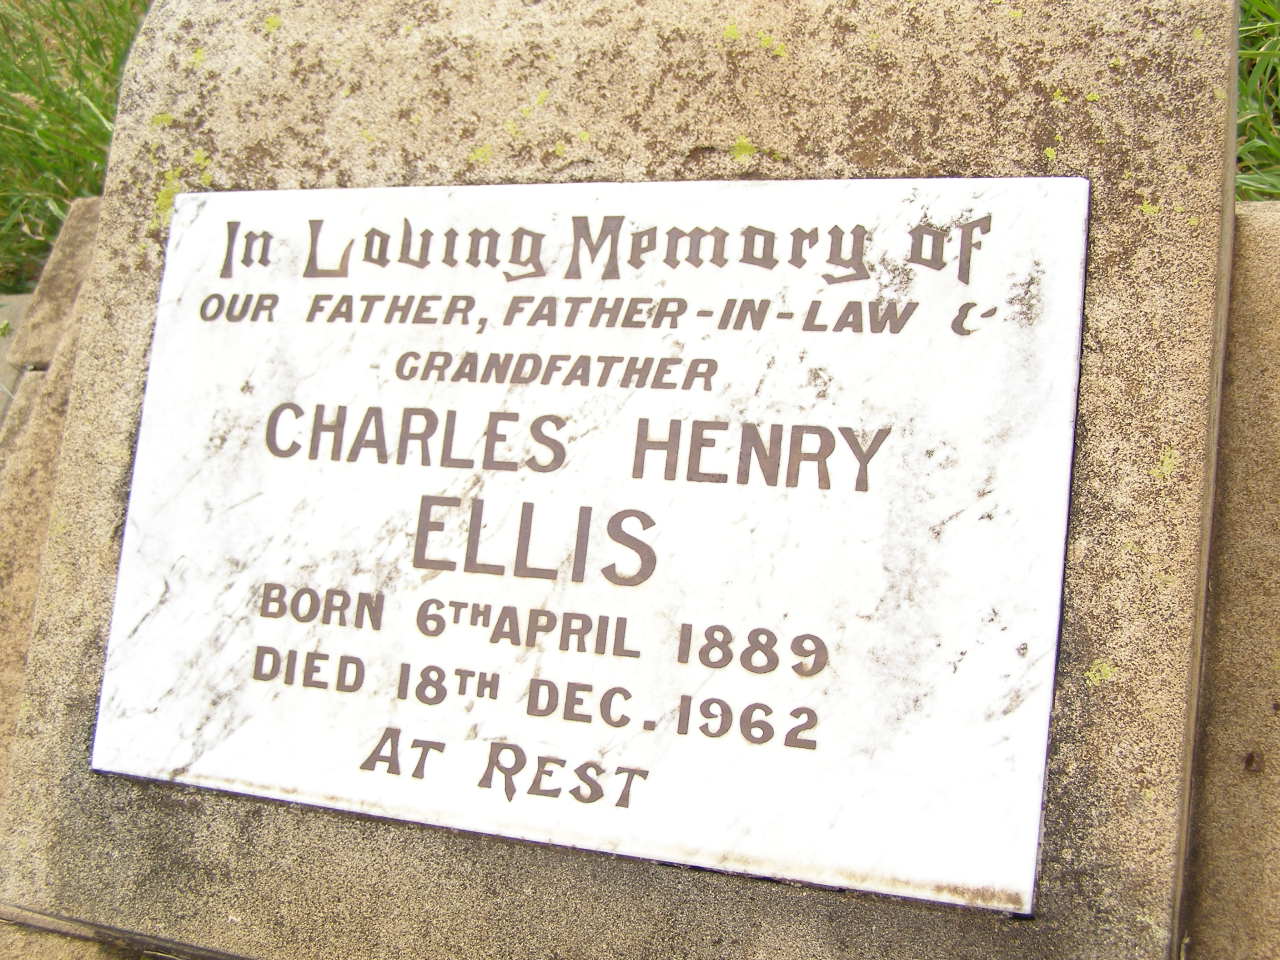 In Loving Memory of
OUR FATHER, FATHER-IN-LAW &
GRANDFATHER
CHARLES HENRY
ELLIS
BORN 6TH APRIL 1889
DIED 18TH DEC. 1962
AT REST